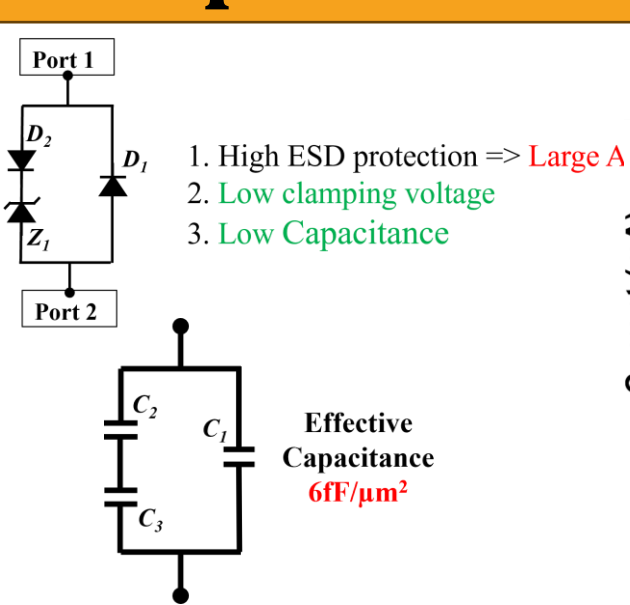 Port 1
D₂
D₁
Z₁
Port 2
1. High ESD protection => Large A
2. Low clamping voltage
3. Low Capacitance
C₂
C₁
C₃
Effective
Capacitance
6fF/µm²